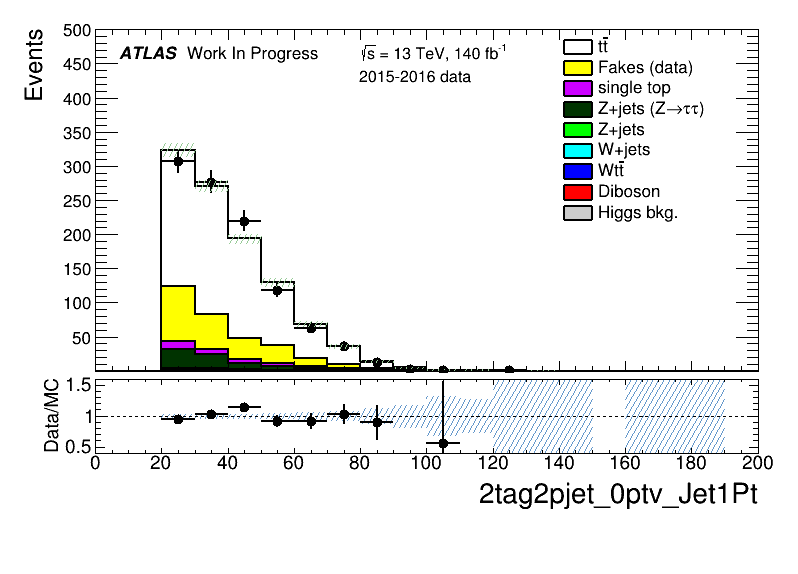 500
450
400
350
300
250
200
150
100
50
Events
ATLAS Work In Progress
√s = 13 TeV, 140 fb⁻¹
2015-2016 data
tt̄
Fakes (data)
single top
Z+jets (Z→ττ)
Z+jets
W+jets
Wtt̄
Diboson
Higgs bkg.
Data/MC
1.5
1
0.5
0 20 40 60 80 100 120 140 160 180 200
2tag2pjet_0ptv_Jet1Pt